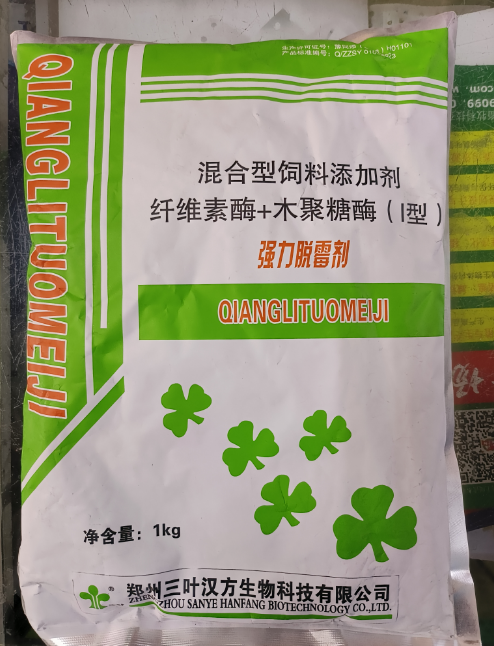 QIANGLITUOMEIJI
混合型饲料添加剂
纤维素酶+木聚糖酶（I型）
强力脱霉剂
QIANGLITUOMEIJI
净含量：1kg
郑州三叶汉方生物科技有限公司
ZHOU SANYE HANFANG BIOTECHNOLOGY CO.,LTD.